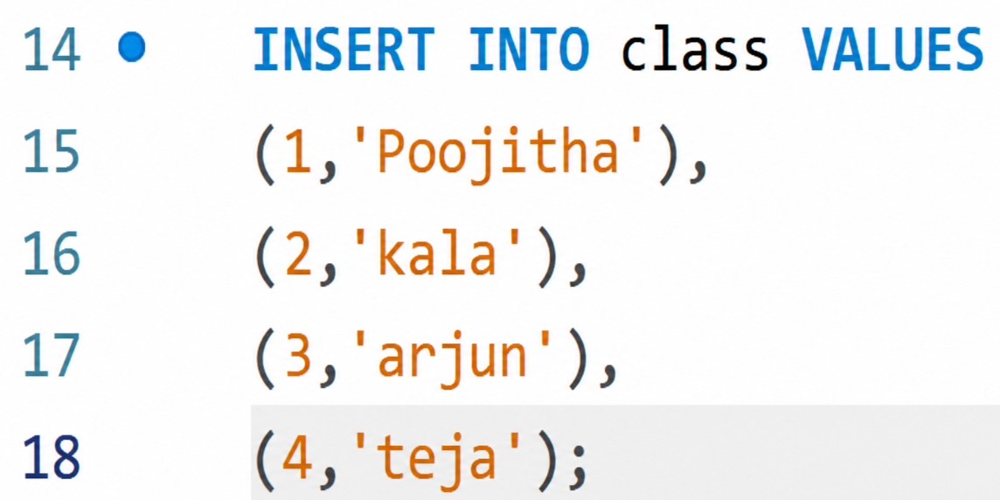 14 INSERT INTO class VALUES
15 (1,'Poojitha'),
16 (2,'kala'),
17 (3,'arjun'),
18 (4,'teja');